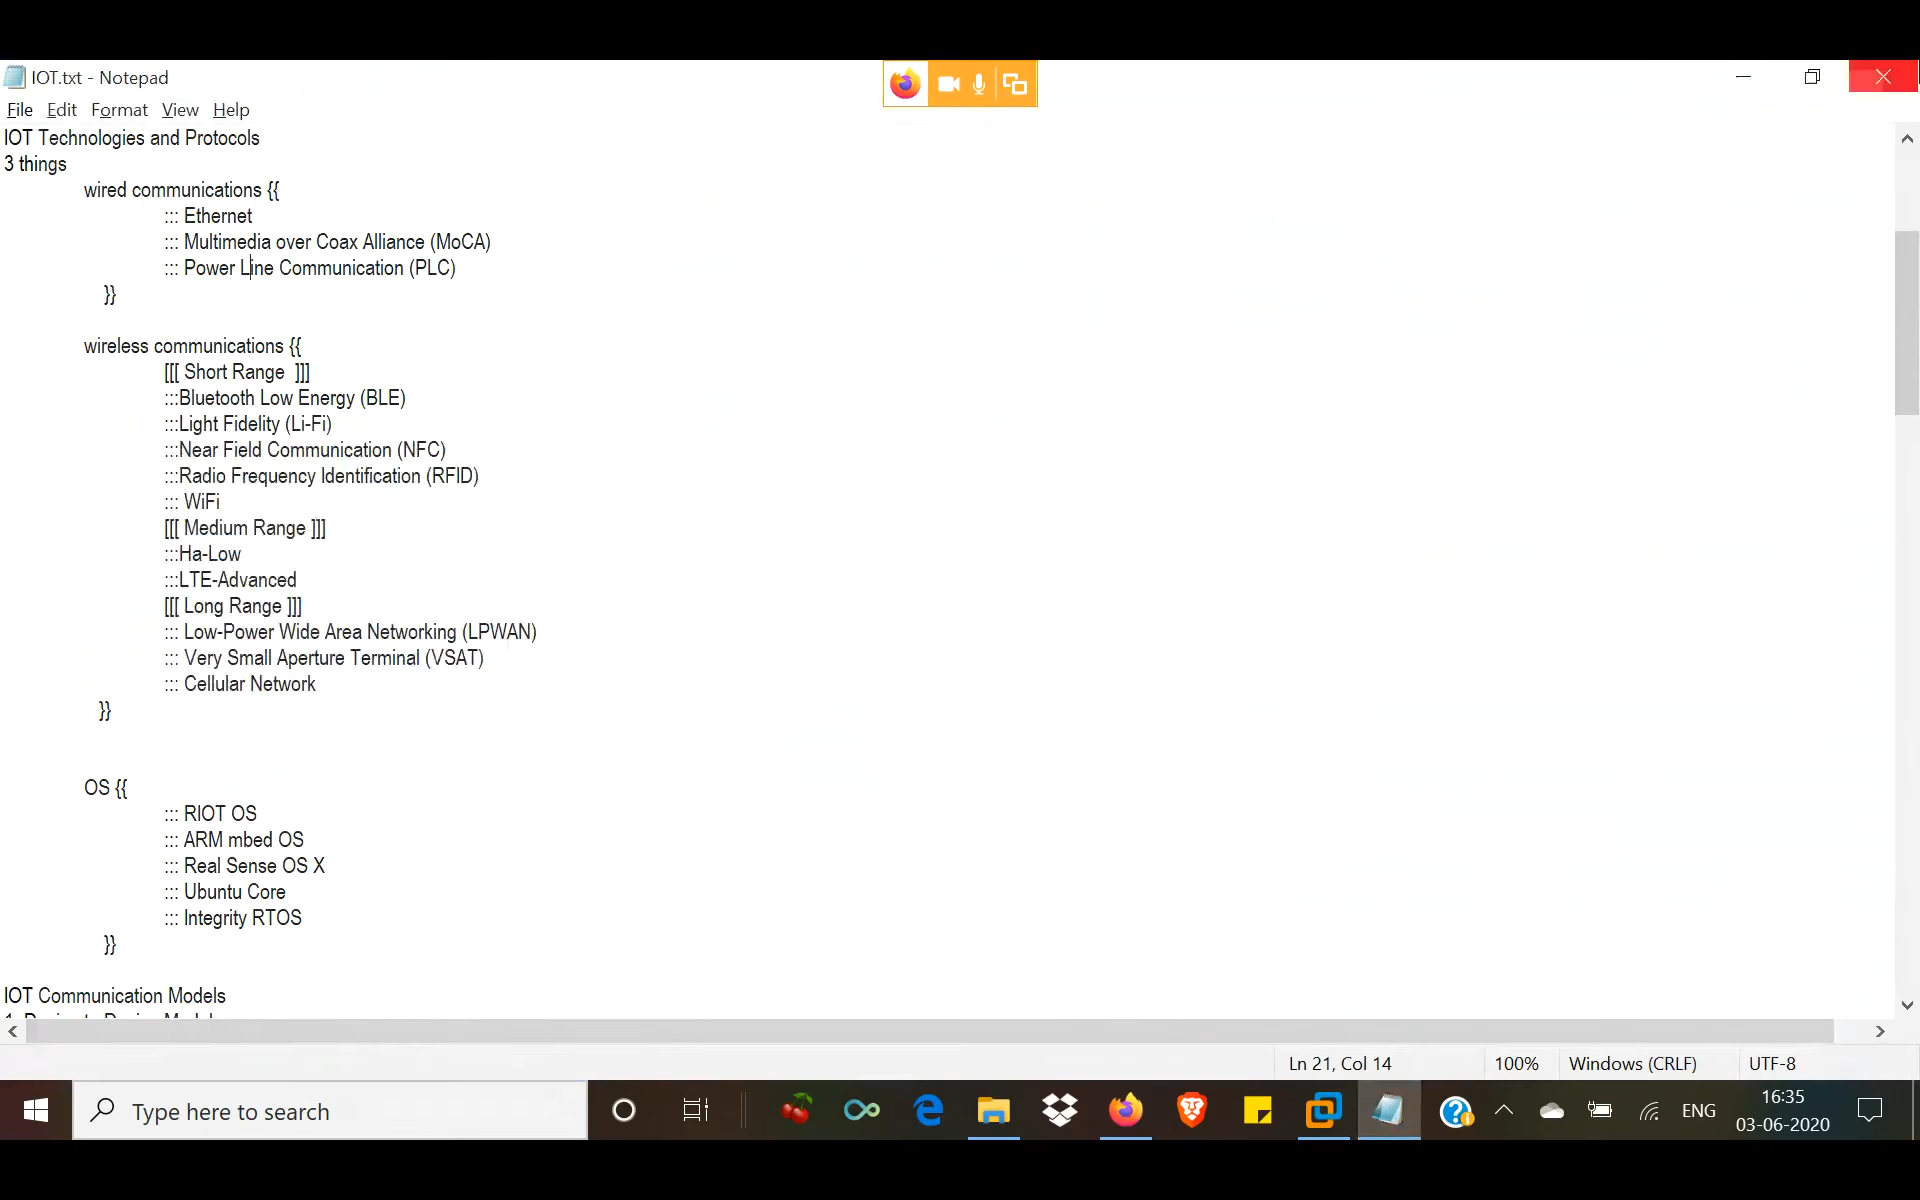 IOT.txt - Notepad
File Edit Format View Help
IOT Technologies and Protocols
3 things
wired communications {{
::: Ethernet
::: Multimedia over Coax Alliance (MoCA)
::: Power Line Communication (PLC)
}}
wireless communications {{
[[[ Short Range  ]]]
:::Bluetooth Low Energy (BLE)
:::Light Fidelity (Li-Fi)
:::Near Field Communication (NFC)
:::Radio Frequency Identification (RFID)
::: WiFi
[[[ Medium Range ]]]
:::Ha-Low
:::LTE-Advanced
[[[ Long Range ]]]
::: Low-Power Wide Area Networking (LPWAN)
::: Very Small Aperture Terminal (VSAT)
::: Cellular Network
}}
OS {{
::: RIOT OS
::: ARM mbed OS
::: Real Sense OS X
::: Ubuntu Core
::: Integrity RTOS
}}
IOT Communication Models
Ln 21, Col 14 100% Windows (CRLF) UTF-8
Type here to search ENG 16:35
03-06-2020